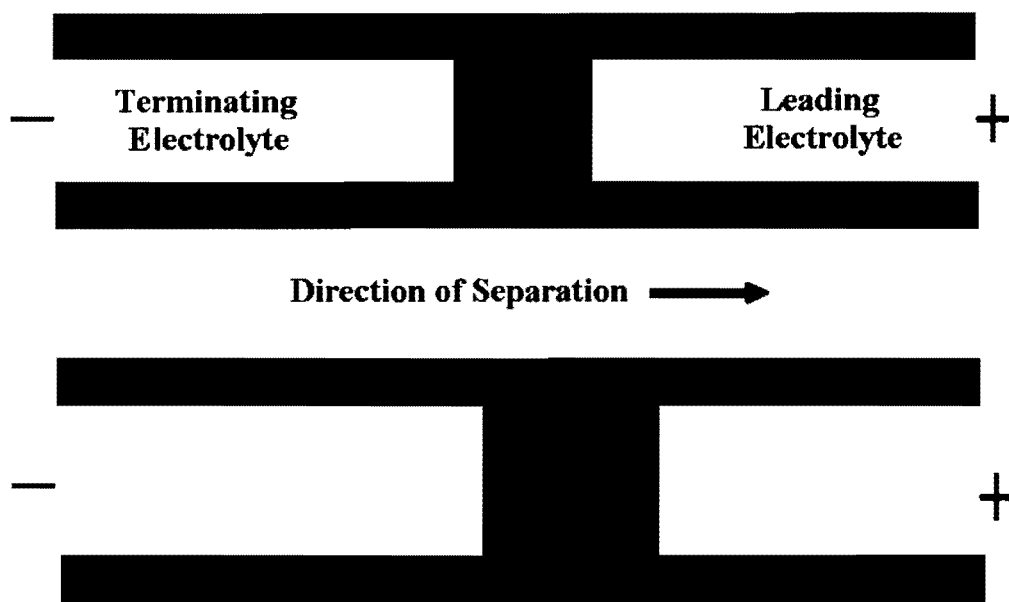 Terminating
Electrolyte
Leading
Electrolyte
−
+
Direction of Separation
−
+